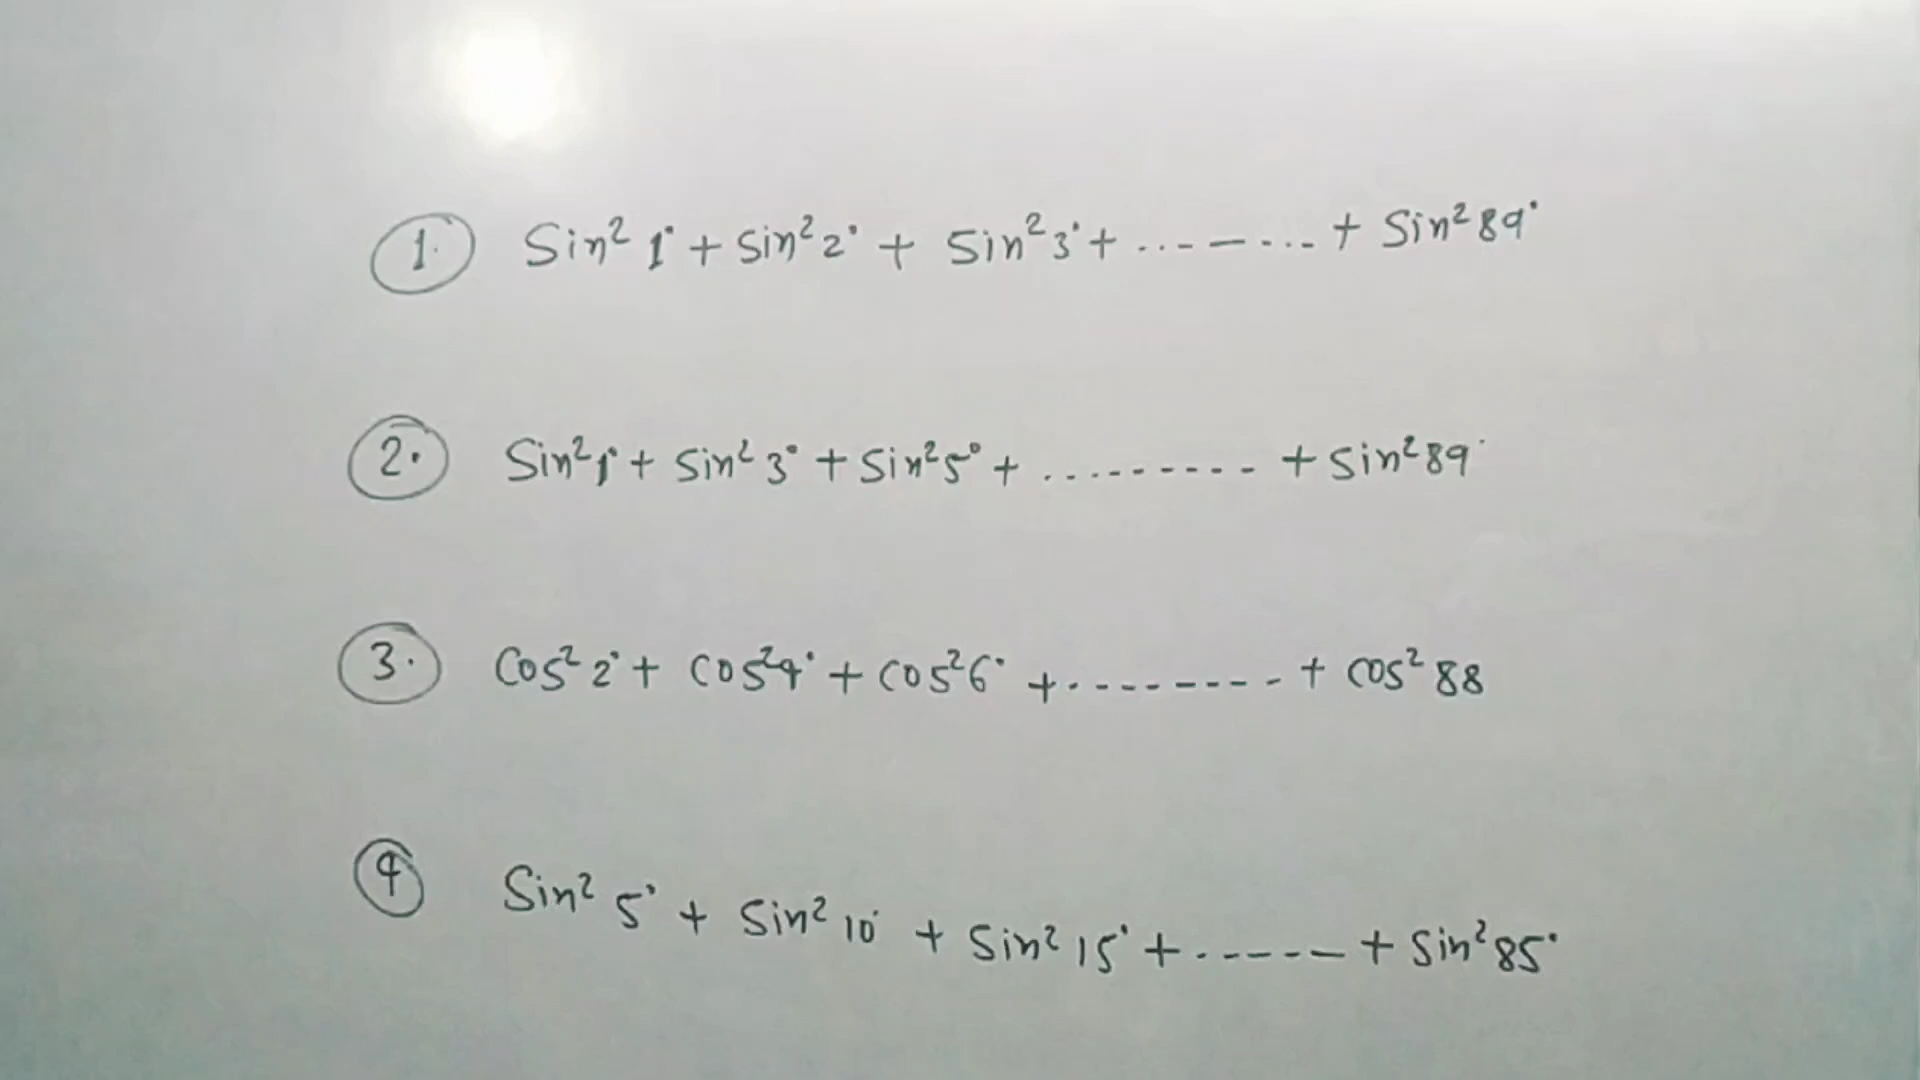 1. Sin² 1° + Sin² 2° + Sin² 3° + ......... + Sin² 89°
2. Sin² 1° + Sin² 3° + Sin² 5° + ......... + Sin² 89°
3. Cos² 2° + Cos² 4° + Cos² 6° + ......... + Cos² 88
4 Sin² 5° + Sin² 10° + Sin² 15° + ......... + Sin² 85°